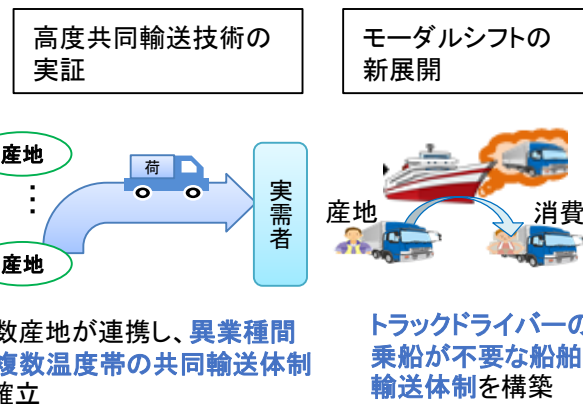 高度共同輸送技術の
実証
モーダルシフトの
新展開
産地
荷
産地
実需者
産地
消費
数産地が連携し、異業種間
複数温度帯の共同輸送体制
確立
トラックドライバーの
乗船が不要な船舶
輸送体制を構築